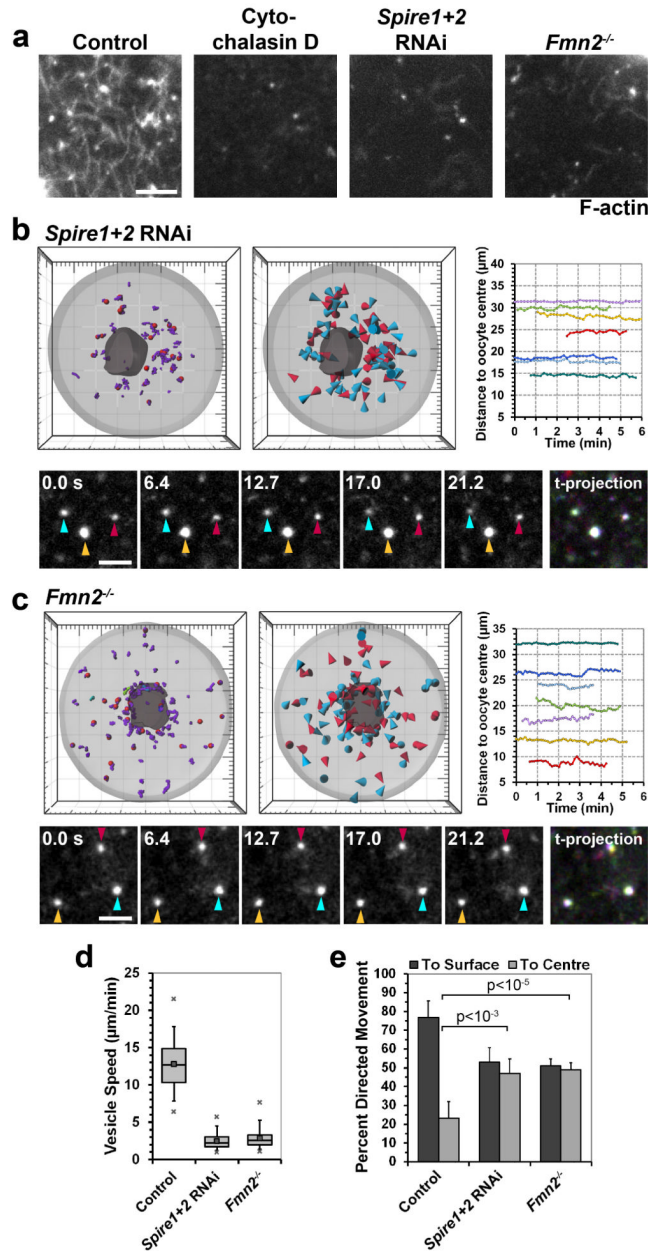 a
Control
Cyto-
chalasin D
Spire1+2
RNAi
Fmn2-/-
F-actin
b Spire1+2 RNAi
Distance to oocyte centre (µm)
40
35
30
25
20
15
10
5
0
0 1 2 3 4 5 6
Time (min)
0.0 s
6.4
12.7
17.0
21.2
t-projection
c Fmn2-/-
Distance to oocyte centre (µm)
35
30
25
20
15
10
5
0
0 1 2 3 4 5 6
Time (min)
0.0 s
6.4
12.7
17.0
21.2
t-projection
d
Vesicle Speed (µm/min)
25
20
15
10
5
0
Control
Spire1+2 RNAi
Fmn2-/-
e
To Surface
To Centre
Percent Directed Movement
100
90
80
70
60
50
40
30
20
10
0
p<10-5
p<10-3
Control
Spire1+2 RNAi
Fmn2-/-